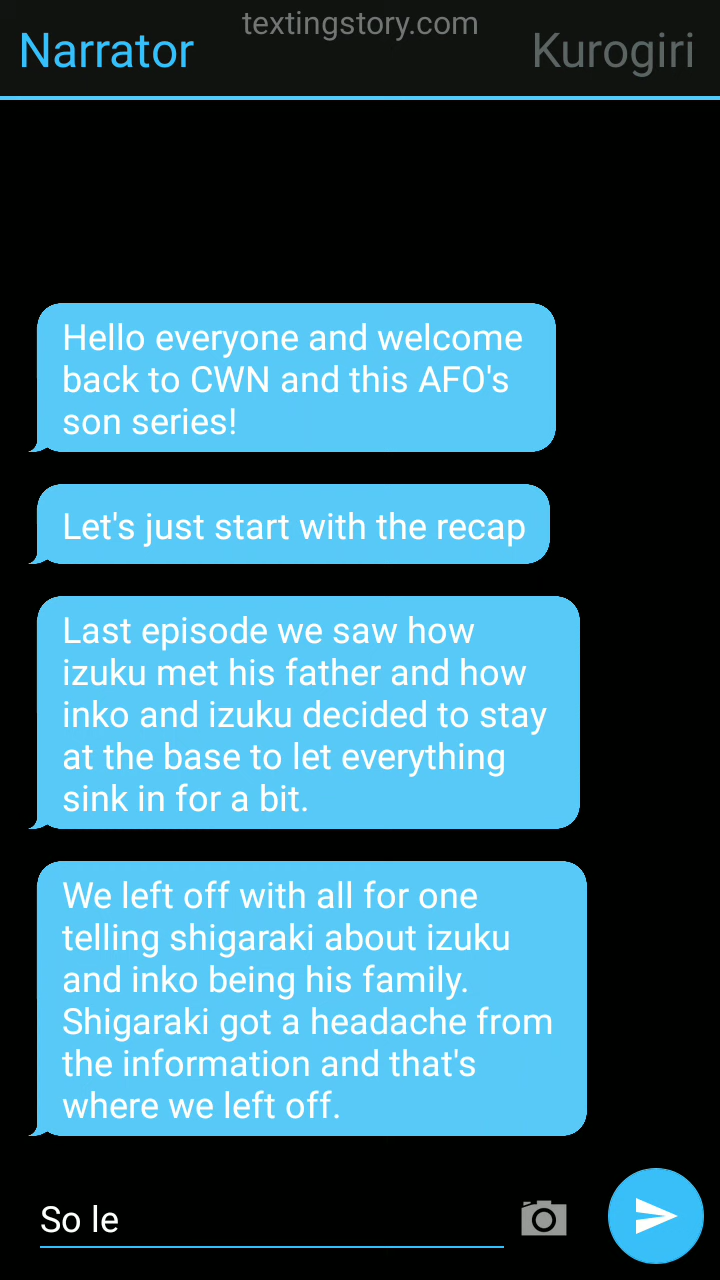 textingstory.com
Narrator
Kurogiri
Hello everyone and welcome
back to CWN and this AFO's
son series!
Let's just start with the recap
Last episode we saw how
izuku met his father and how
inko and izuku decided to stay
at the base to let everything
sink in for a bit.
We left off with all for one
telling shigaraki about izuku
and inko being his family.
Shigaraki got a headache from
the information and that's
where we left off.
So le